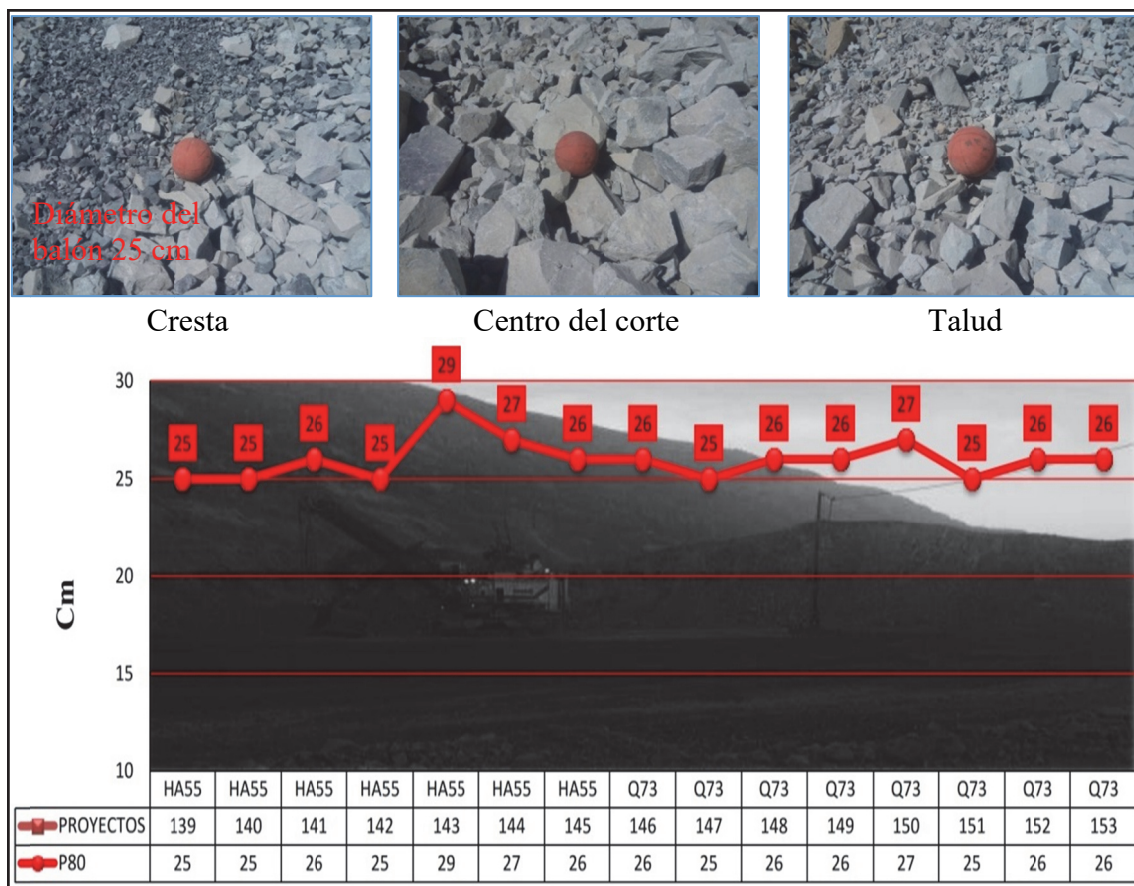 Diámetro del
balón 25 cm
Cresta Centro del corte Talud
Cm
30
25
20
15
10
25 25 26 25 29 27 26 26 25 26 26 27 25 26 26
HA55 HA55 HA55 HA55 HA55 HA55 HA55 Q73 Q73 Q73 Q73 Q73 Q73 Q73 Q73
PROYECTOS 139 140 141 142 143 144 145 146 147 148 149 150 151 152 153
P80 25 25 26 25 29 27 26 26 25 26 26 27 25 26 26